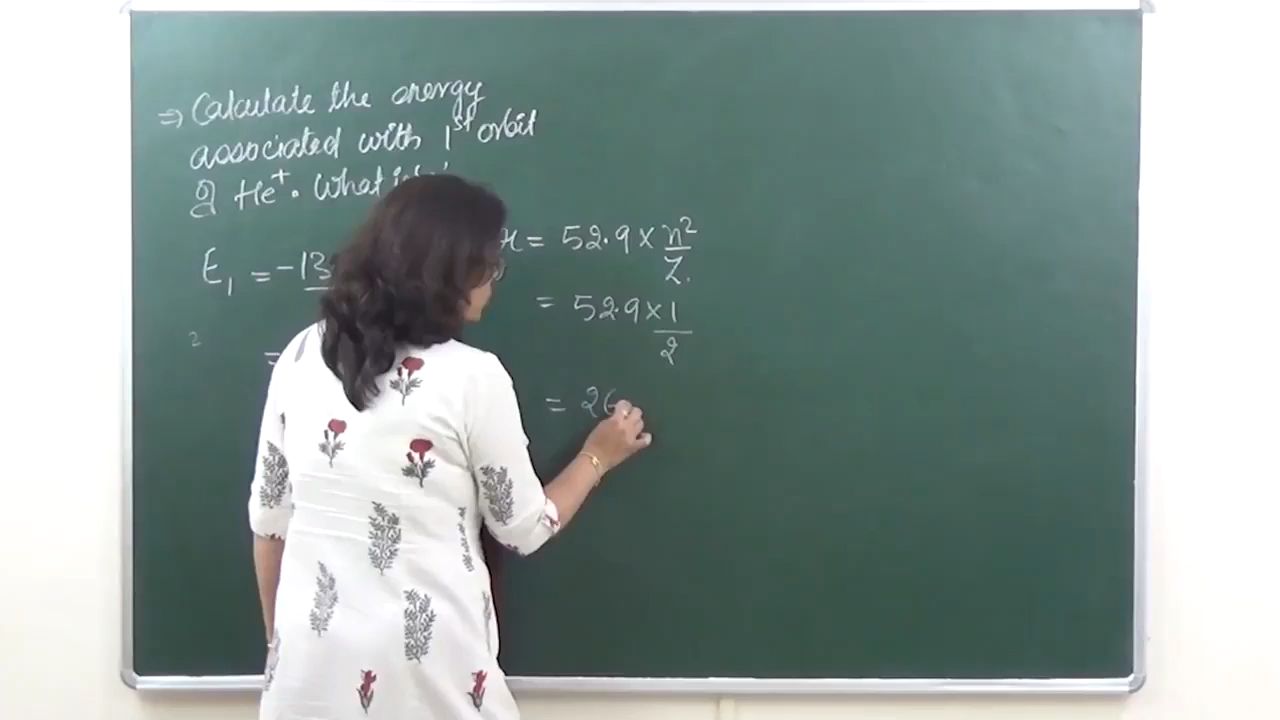 ⇒ Calculate the energy
associated with 1st orbit
of He⁺. What is
E₁ = -13
=
2
r = 52.9 × n²/Z.
= 52.9 × 1/2
= 26